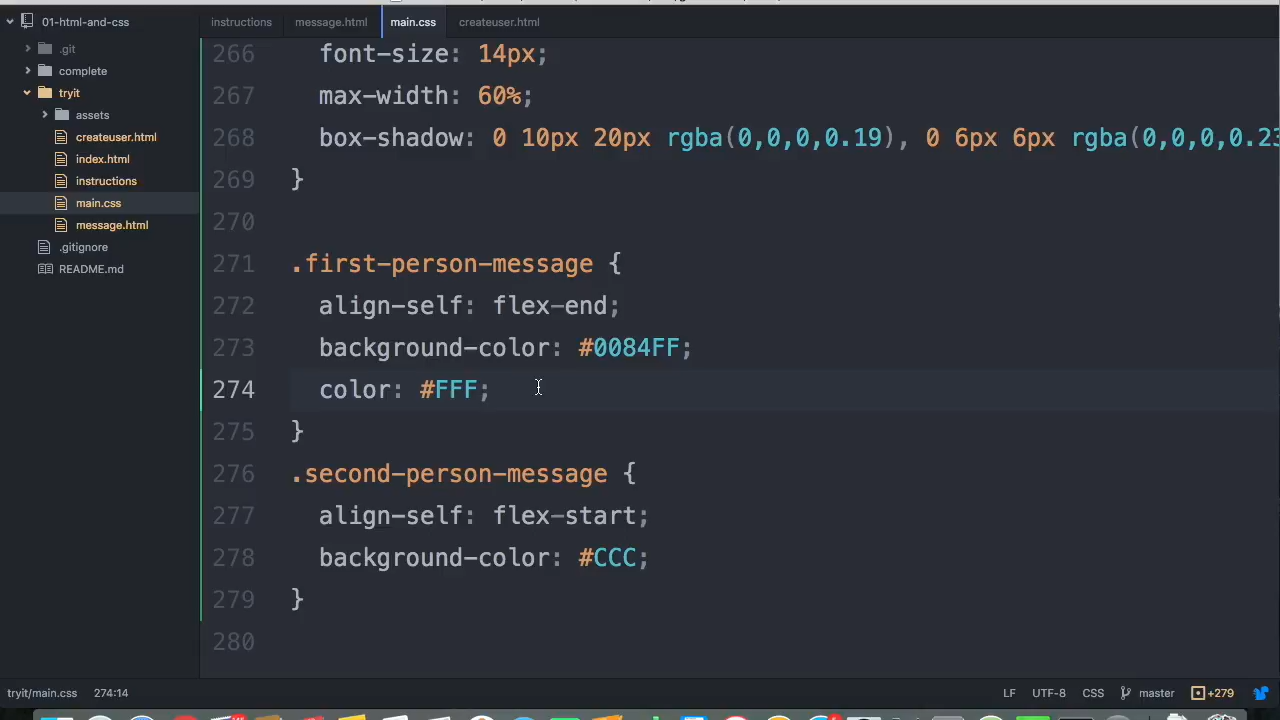 01-html-and-css
instructions
message.html
main.css
createuser.html
.git
complete
tryit
assets
createuser.html
index.html
instructions
main.css
message.html
.gitignore
README.md
266 font-size: 14px;
267 max-width: 60%;
268 box-shadow: 0 10px 20px rgba(0,0,0,0.19), 0 6px 6px rgba(0,0,0,0.23
269 }
270
271 .first-person-message {
272 align-self: flex-end;
273 background-color: #0084FF;
274 color: #FFF;
275 }
276 .second-person-message {
277 align-self: flex-start;
278 background-color: #CCC;
279 }
280
tryit/main.css 274:14 LF UTF-8 CSS master +279